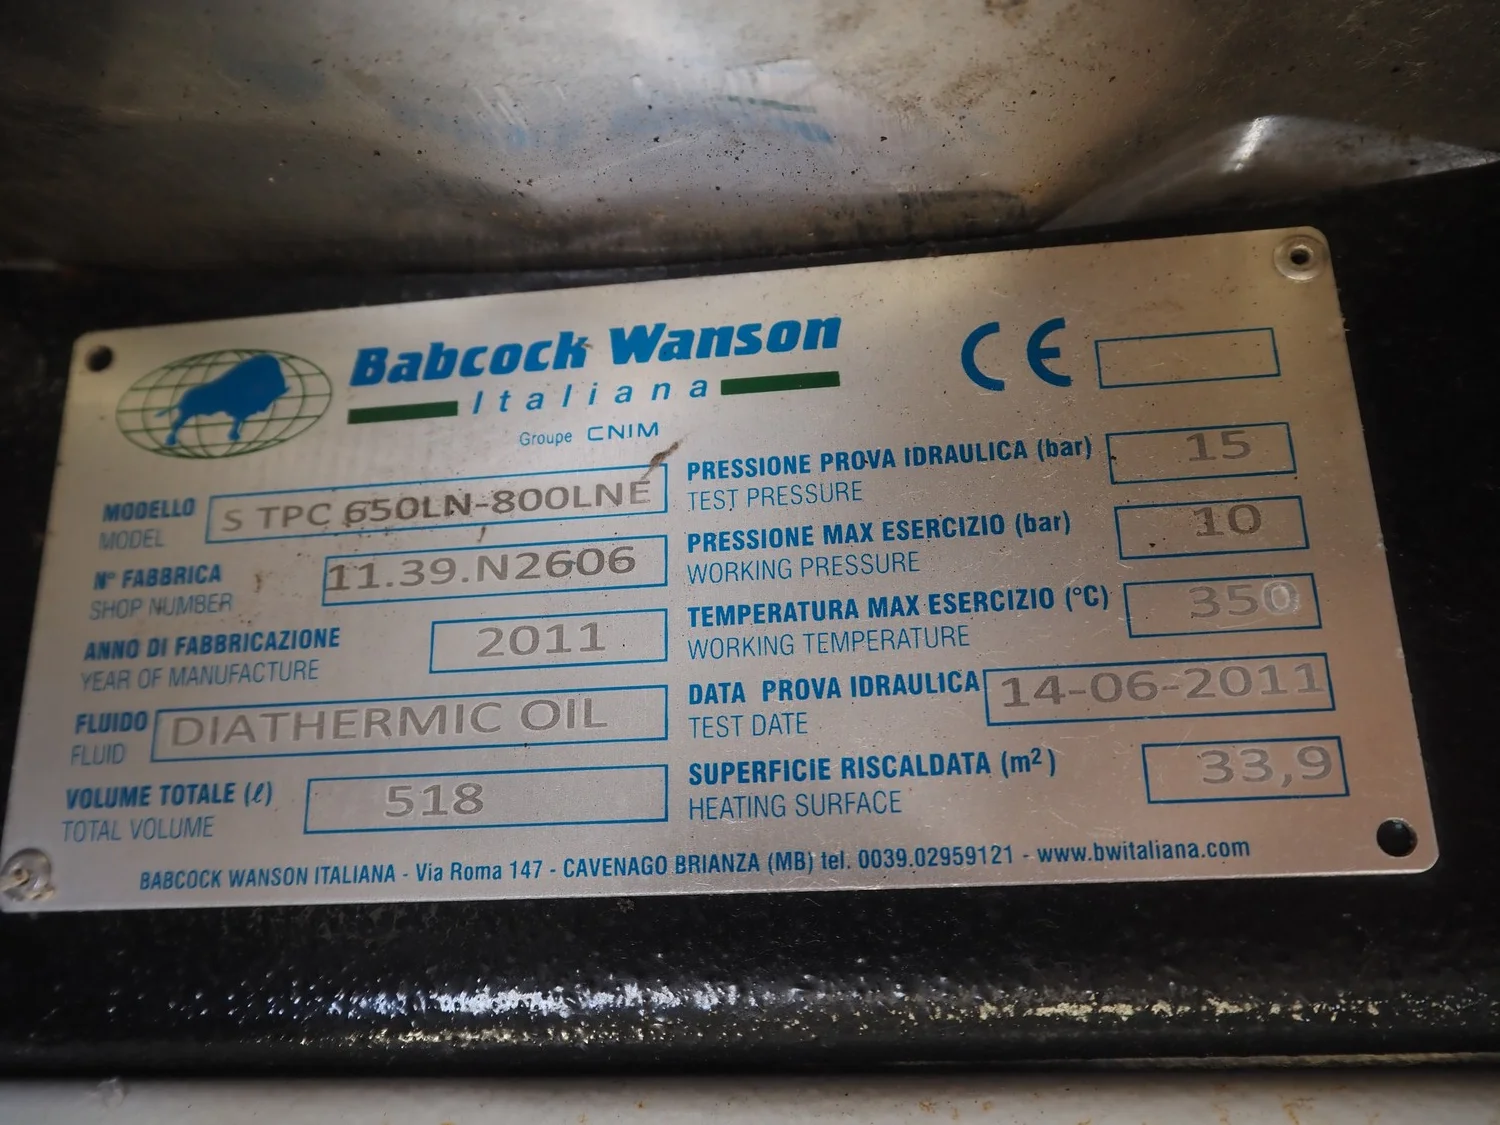 Babcock Wanson
Italiana
Groupe CNIM
CE
MODELLO
MODEL
S TPC 650LN-800LNE
N° FABBRICA
SHOP NUMBER
11.39.N2606
ANNO DI FABBRICAZIONE
YEAR OF MANUFACTURE
2011
FLUIDO
FLUID
DIATHERMIC OIL
VOLUME TOTALE (ℓ)
TOTAL VOLUME
518
PRESSIONE PROVA IDRAULICA (bar)
TEST PRESSURE
15
PRESSIONE MAX ESERCIZIO (bar)
WORKING PRESSURE
10
TEMPERATURA MAX ESERCIZIO (°C)
WORKING TEMPERATURE
350
DATA PROVA IDRAULICA
TEST DATE
14-06-2011
SUPERFICIE RISCALDATA (m²)
HEATING SURFACE
33,9
BABCOCK WANSON ITALIANA - Via Roma 147 - CAVENAGO BRIANZA (MB) tel. 0039.02959121 - www.bwitaliana.com